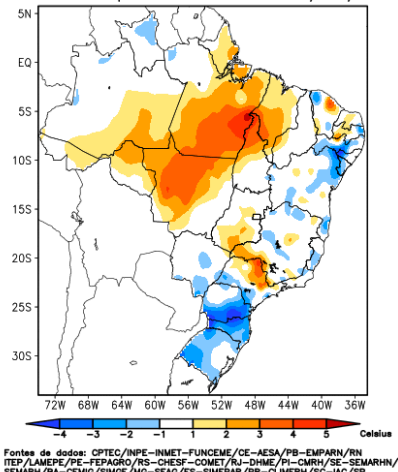 5N
EQ
5S
10S
15S
20S
25S
30S
72W 68W 64W 60W 56W 52W 48W 44W 40W 36W
-4 -3 -2 -1 1 2 3 4 5 Celsius
Fontes de dados: CPTEC/INPE-INMET-FUNCEME/CE-AESA/PB-EMPARN/RN
ITEP/LAMEPE/PE-FEPAGRO/RS-CHESF-COMET/RJ-DHME/PI-CMRH/SE-SEMARHN/